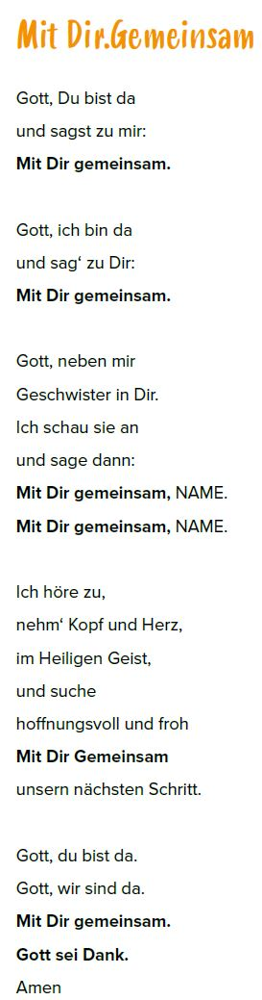 Mit Dir.Gemeinsam
Gott, Du bist da
und sagst zu mir:
Mit Dir gemeinsam.
Gott, ich bin da
und sag‘ zu Dir:
Mit Dir gemeinsam.
Gott, neben mir
Geschwister in Dir.
Ich schau sie an
und sage dann:
Mit Dir gemeinsam, NAME.
Mit Dir gemeinsam, NAME.
Ich höre zu,
nehm‘ Kopf und Herz,
im Heiligen Geist,
und suche
hoffnungsvoll und froh
Mit Dir Gemeinsam
unsern nächsten Schritt.
Gott, du bist da.
Gott, wir sind da.
Mit Dir gemeinsam.
Gott sei Dank.
Amen